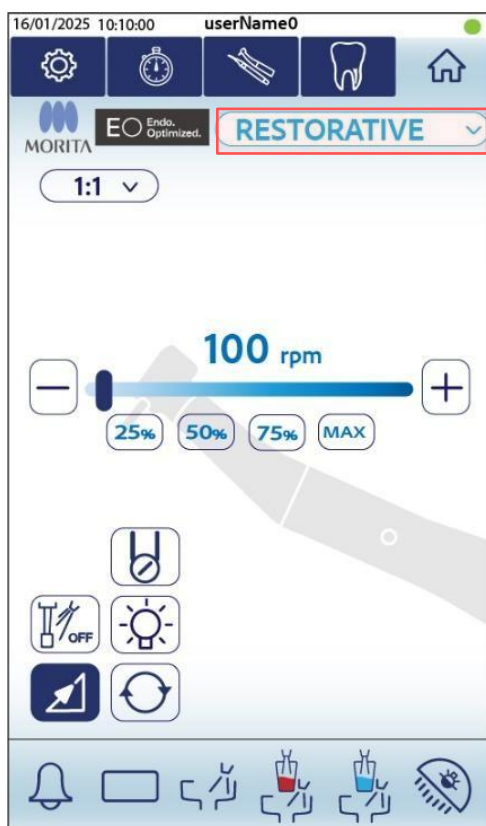 16/01/2025 10:10:00 userName0
MORITA EO Endo. Optimized. RESTORATIVE
1:1
100 rpm
25% 50% 75% MAX
OFF